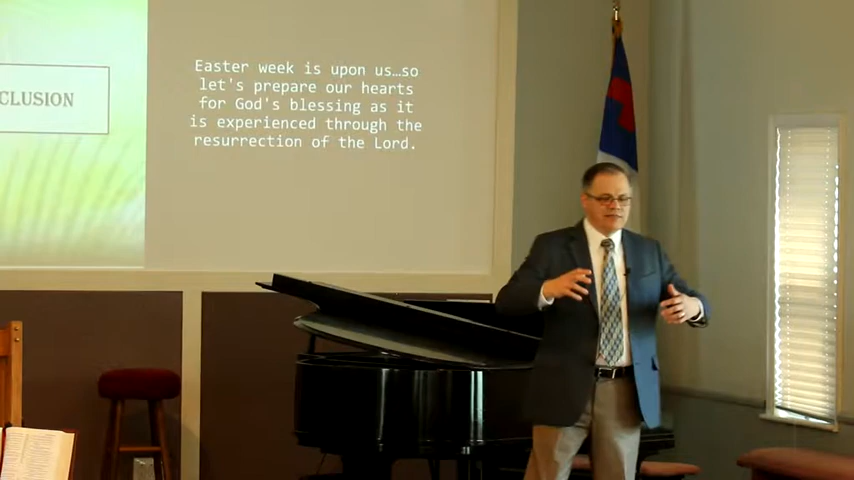 CLUSION
Easter week is upon us…so
let's prepare our hearts
for God's blessing as it
is experienced through the
resurrection of the Lord.